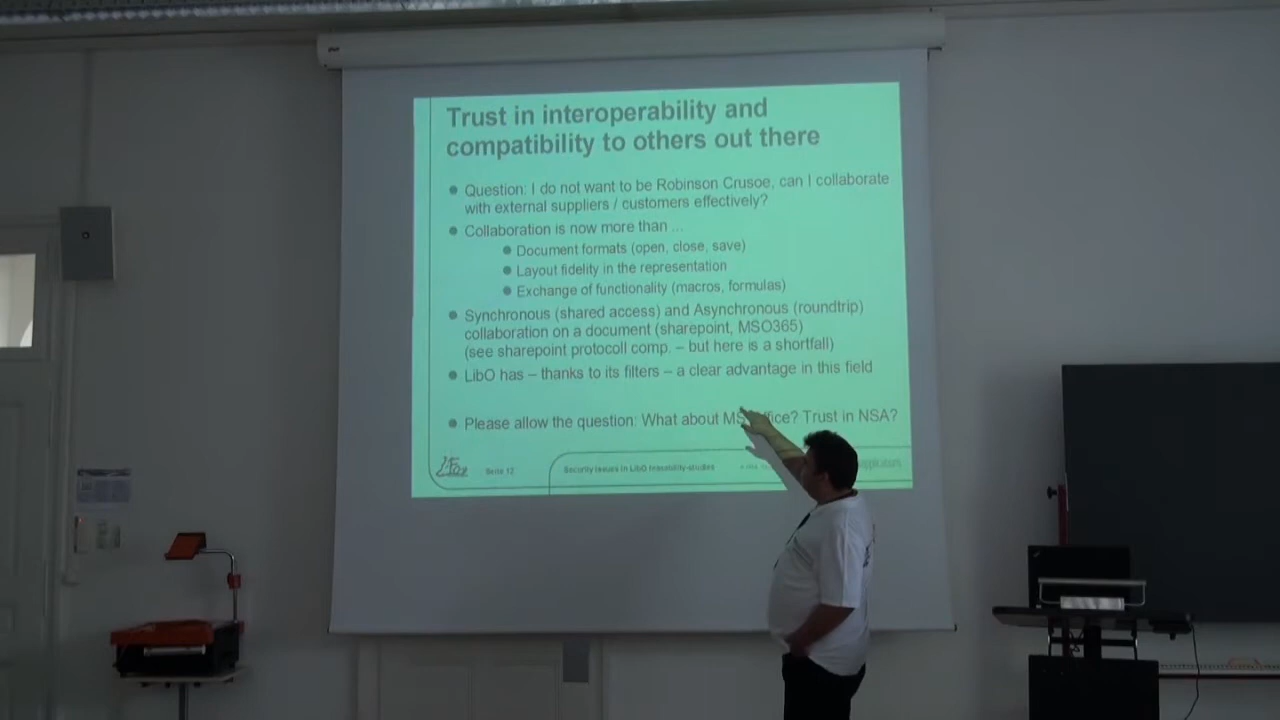 Trust in interoperability and
compatibility to others out there
Question: I do not want to be Robinson Crusoe, can I collaborate
with external suppliers / customers effectively?
Collaboration is now more than ...
Document formats (open, close, save)
Layout fidelity in the representation
Exchange of functionality (macros, formulas)
Synchronous (shared access) and Asynchronous (roundtrip)
collaboration on a document (sharepoint, MSO365)
(see sharepoint protocoll comp. – but here is a shortfall)
LibO has – thanks to its filters – a clear advantage in this field
Please allow the question: What about MS Office? Trust in NSA?
Seite 12
Security issues in LibO treatability-studies